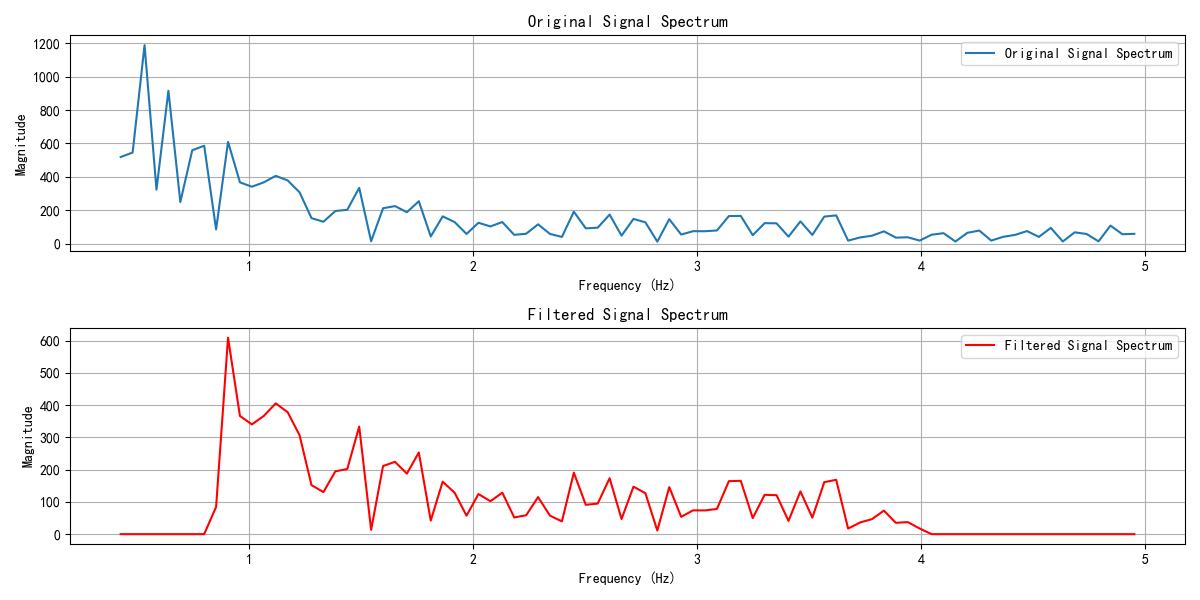 Original Signal Spectrum
1200
1000
800
600
400
200
0
Magnitude
Original Signal Spectrum
1 2 3 4 5
Frequency (Hz)
Filtered Signal Spectrum
600
500
400
300
200
100
0
Magnitude
Filtered Signal Spectrum
1 2 3 4 5
Frequency (Hz)